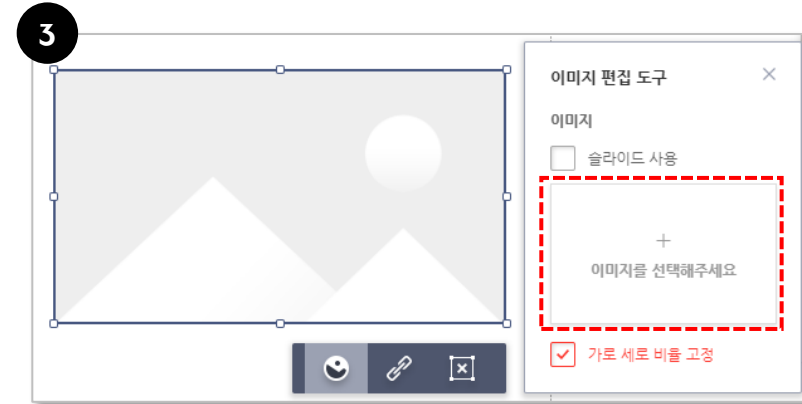 3
이미지 편집 도구
이미지
슬라이드 사용
이미지를 선택해주세요
가로 세로 비율 고정